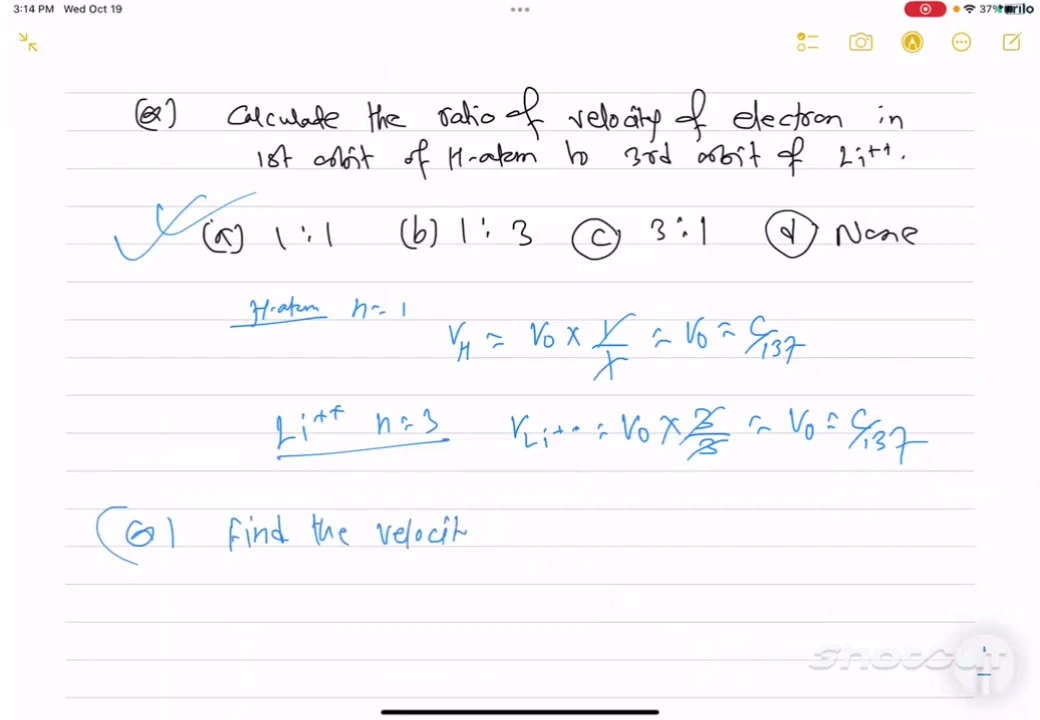 3:14 PM Wed Oct 19
37%
(Q) Calculate the ratio of velocity of electron in
1st orbit of H-atom to 3rd orbit of Li++.
(a) 1:1 (b) 1:3 (c) 3:1 (d) None
H-atom n=1
VH = V0 × 1/1 = V0 = C/137
Li++ n=3 VLi++ = V0 × 3/3 = V0 = C/137
Q) Find the velocit
Shotcut